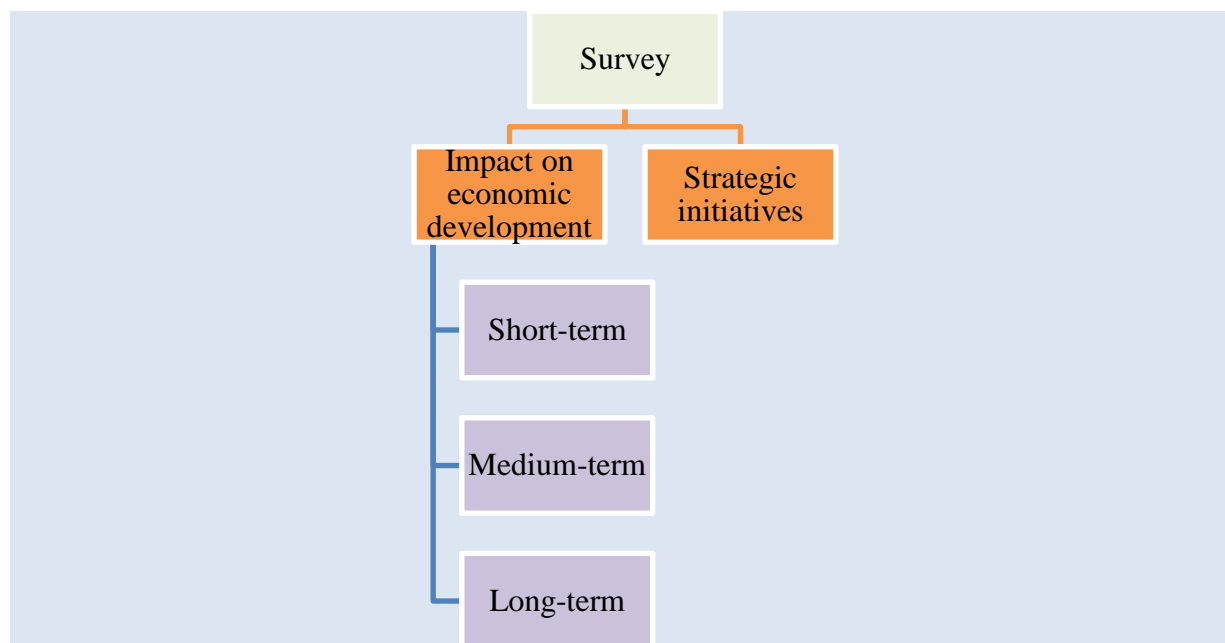 Survey
Impact on
economic
development
Strategic
initiatives
Short-term
Medium-term
Long-term